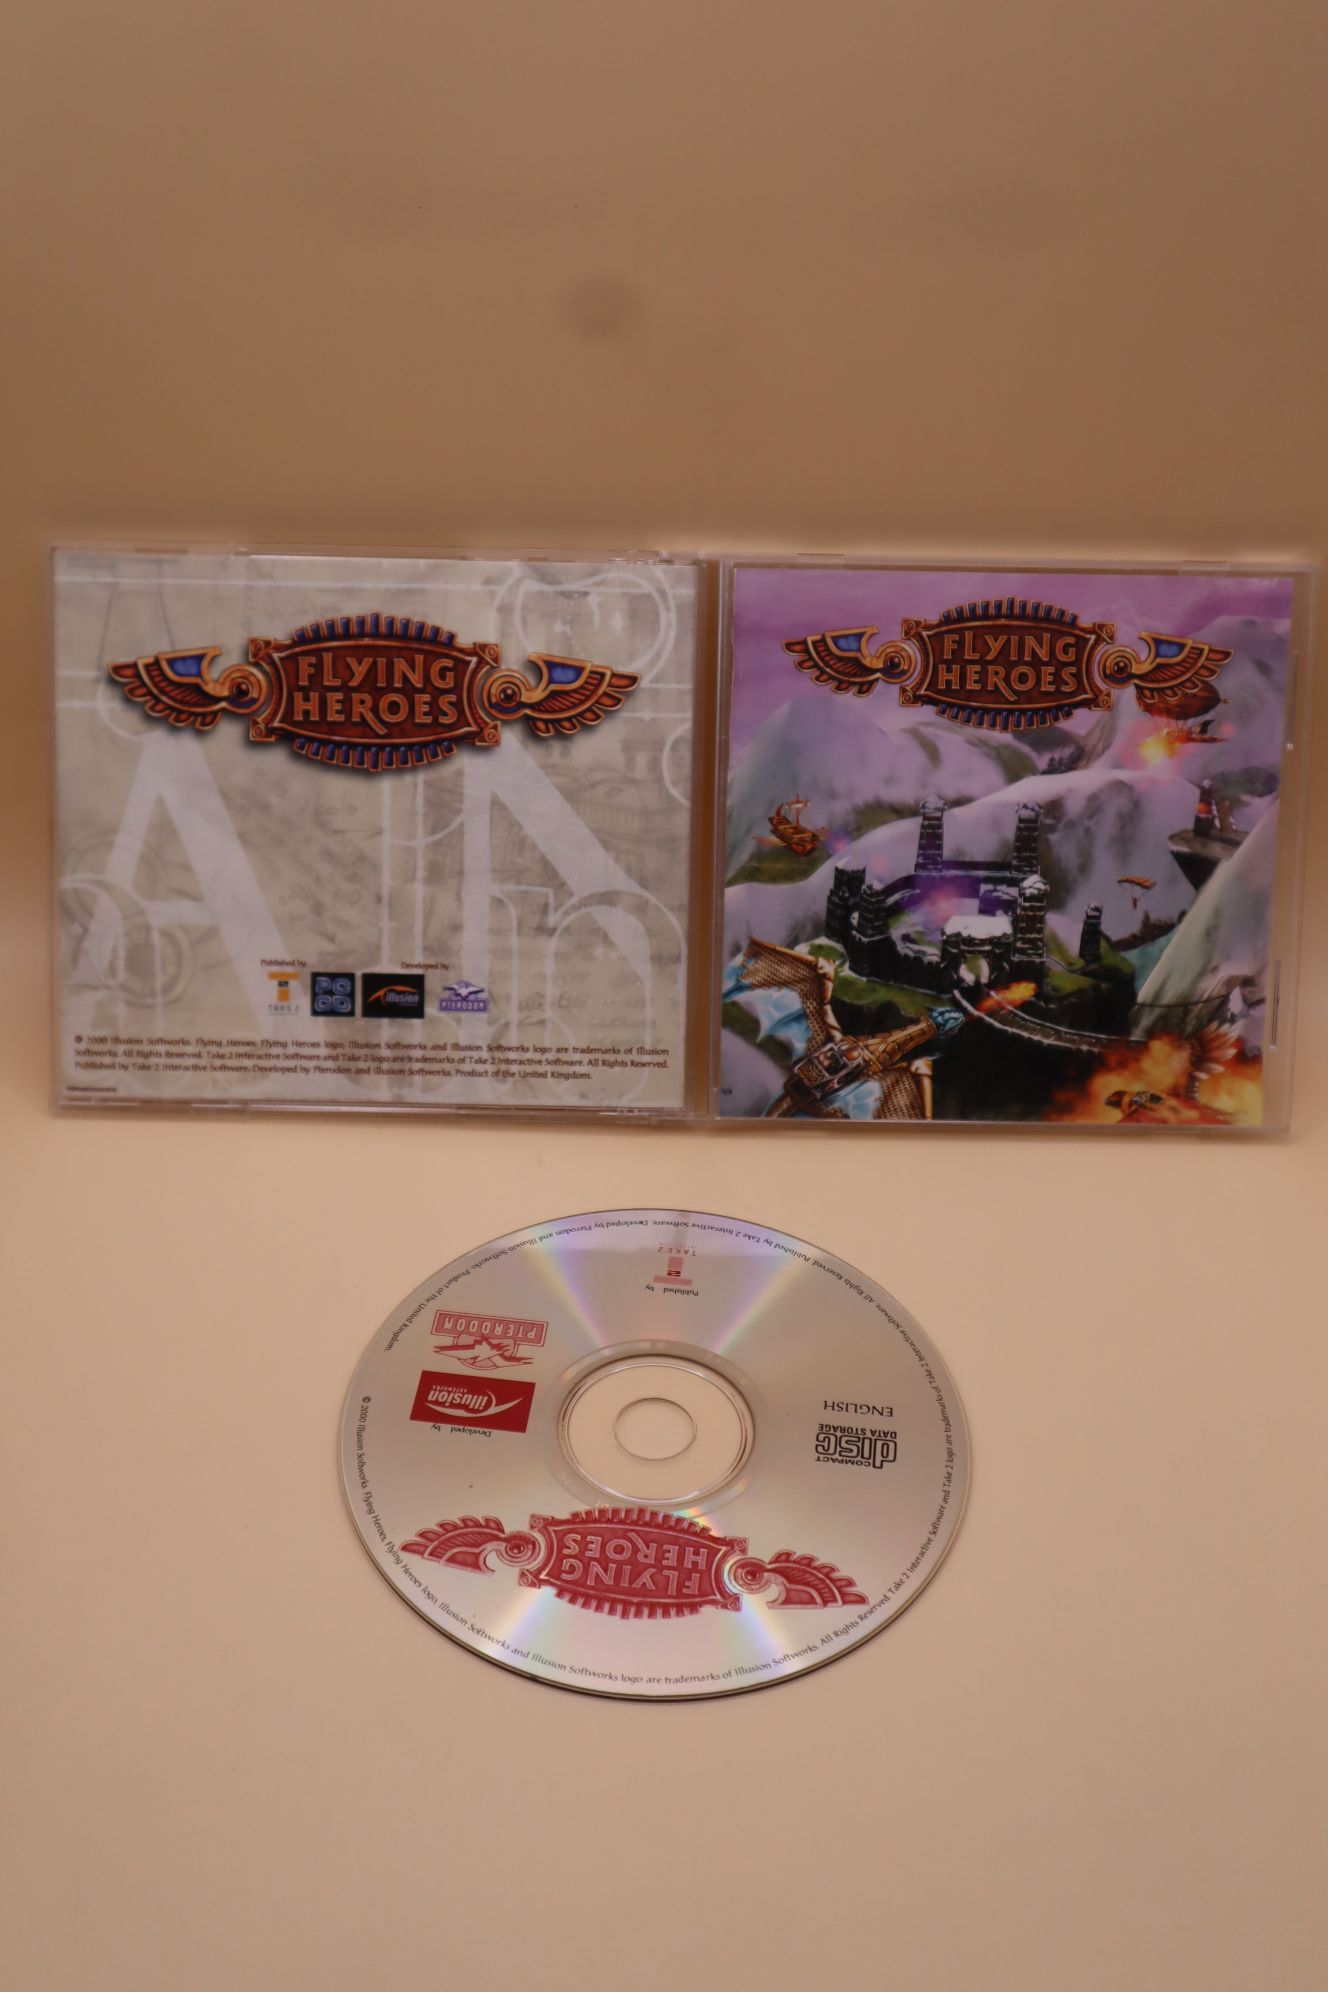 FLYING
HEROES
Published by
Developed by
TAKE 2
illusion
PTERODON
© 2000 Illusion Softworks. Flying Heroes, Flying Heroes logo, Illusion Softworks and Illusion Softworks logo are trademarks of Illusion
Softworks. All Rights Reserved. Take 2 Interactive Software and Take 2 logo are trademarks of Take 2 Interactive Software. All Rights Reserved.
Published by Take 2 Interactive Software, Developed by Pterodon and Illusion Softworks. Product of the United Kingdom.
FLYING
HEROES
FLYING
HEROES
COMPACT
disc
DATA STORAGE
ENGLISH
Developed by
illusion
softworks
PTERODON
Published by
TAKE 2
© 2000 Illusion Softworks. Flying Heroes, Flying Heroes logo, Illusion Softworks and Illusion Softworks logo are trademarks of Illusion Softworks. All Rights Reserved. Take 2 Interactive Software and Take 2 logo are trademarks of Take 2 Interactive Software. All Rights Reserved. Published by Take 2 Interactive Software. Developed by Pterodon and Illusion Softworks. Product of the United Kingdom.